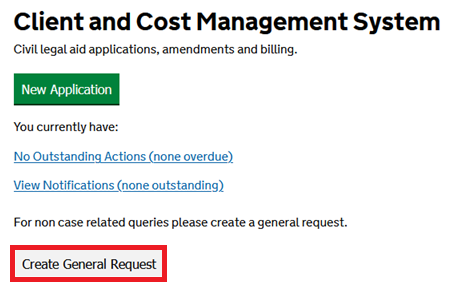 Client and Cost Management System
Civil legal aid applications, amendments and billing.
New Application
You currently have:
No Outstanding Actions (none overdue)
View Notifications (none outstanding)
For non case related queries please create a general request.
Create General Request